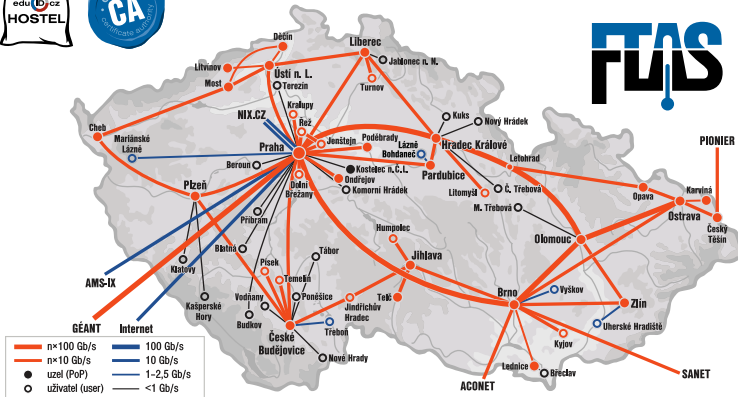 eduID.cz
HOSTEL
CA
certificate authority
FTAS
Děčín
Litvínov
Most
Ústí n. L.
Terezín
Liberec
Jablonec n. N.
Turnov
Kralupy
Řež
NIX.CZ
Cheb
Mariánské
Lázně
Praha
Jenštejn
Poděbrady
Lázně
Bohdaneč
Kuks
Nový Hrádek
Hradec Králové
Letohrad
PIONIER
Beroun
Kostelec n.C.L.
Ondřejov
Komorní Hrádek
Pardubice
Litomyšl
Č. Třebová
M. Třebová
Plzeň
Dolní
Břežany
Příbram
Opava
Karviná
Ostrava
Český
Těšín
Humpolec
Olomouc
Blatná
Tábor
Jihlava
Klatovy
Písek
Temelín
AMS-IX
Vodňany
Poněšice
Telč
Jindřichův
Hradec
Brno
Vyškov
Zlín
Kašperské
Hory
Budkov
Třeboň
Uherské Hradiště
GÉANT
Internet
České
Budějovice
Nové Hrady
Kyjov
Lednice
Břeclav
ACONET
SANET
n×100 Gb/s
100 Gb/s
n×10 Gb/s
10 Gb/s
uzel (PoP)
1–2,5 Gb/s
uživatel (user)
<1 Gb/s